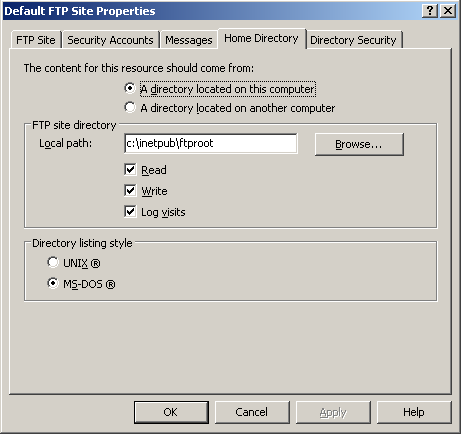 Default FTP Site Properties
FTP Site Security Accounts Messages Home Directory Directory Security
The content for this resource should come from:
A directory located on this computer
A directory located on another computer
FTP site directory
Local path: c:\inetpub\ftproot Browse...
Read
Write
Log visits
Directory listing style
UNIX ®
MS-DOS ®
OK Cancel Apply Help